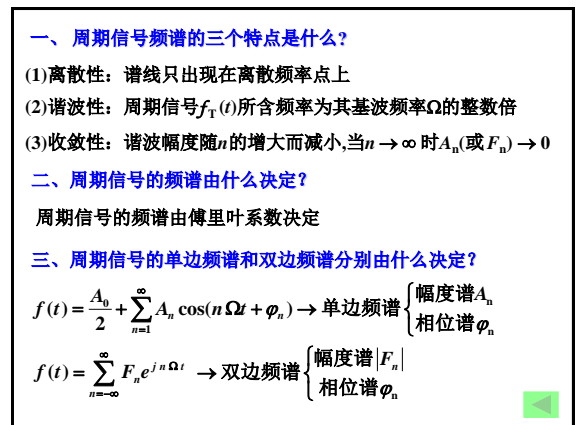 一、周期信号频谱的三个特点是什么?
(1)离散性：谱线只出现在离散频率点上
(2)谐波性：周期信号f_T(t)所含频率为其基波频率Ω的整数倍
(3)收敛性：谐波幅度随n的增大而减小,当n→∞时A_n(或F_n)→0
二、周期信号的频谱由什么决定?
周期信号的频谱由傅里叶系数决定
三、周期信号的单边频谱和双边频谱分别由什么决定?
f(t) = A_0/2 + ∑_{n=1}^{∞} A_n cos(nΩt + φ_n) → 单边频谱 { 幅度谱A_n 相位谱φ_n
f(t) = ∑_{n=-∞}^{∞} F_n e^{jnΩt} → 双边频谱 { 幅度谱|F_n| 相位谱φ_n